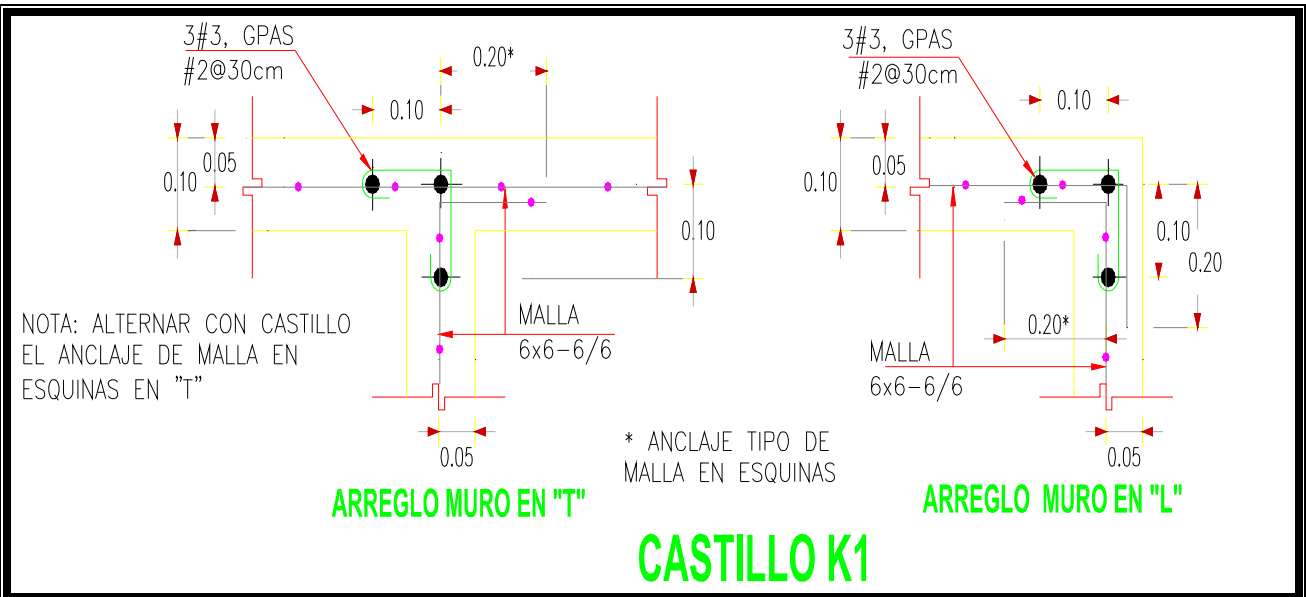 3#3, GPAS
#2@30cm
0.20*
0.10
0.05
0.10
0.10
MALLA
6x6-6/6
NOTA: ALTERNAR CON CASTILLO
EL ANCLAJE DE MALLA EN
ESQUINAS EN "T"
0.05
ARREGLO MURO EN "T"
3#3, GPAS
#2@30cm
0.10
0.05
0.10
0.10
0.20
0.20*
MALLA
6x6-6/6
0.05
* ANCLAJE TIPO DE
MALLA EN ESQUINAS
ARREGLO MURO EN "L"
CASTILLO K1